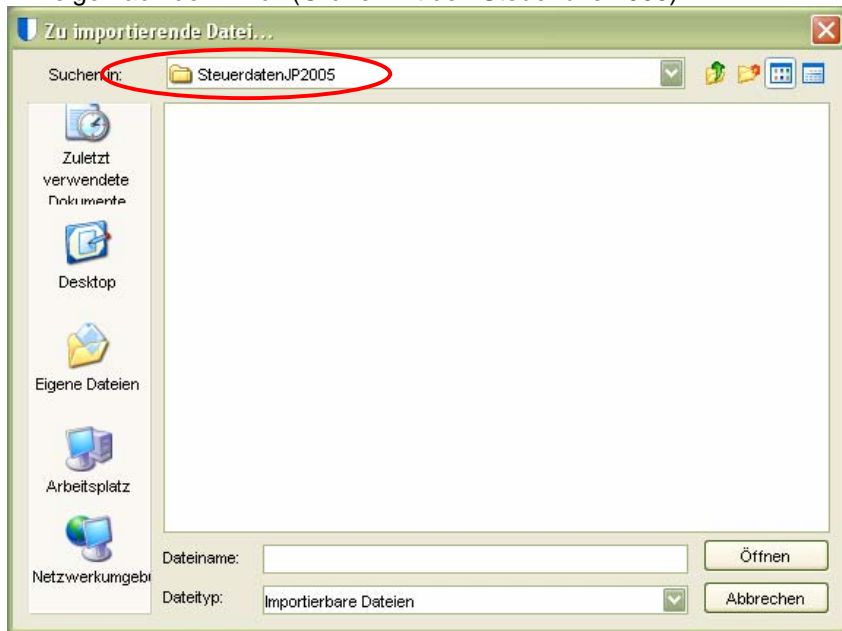 Zu importierende Datei...
Suchen in:
SteuerdatenJP2005
Zuletzt
verwendete
Dokumente
Desktop
Eigene Dateien
Arbeitsplatz
Netzwerkumgebu
Dateiname:
Öffnen
Dateityp:
Importierbare Dateien
Abbrechen